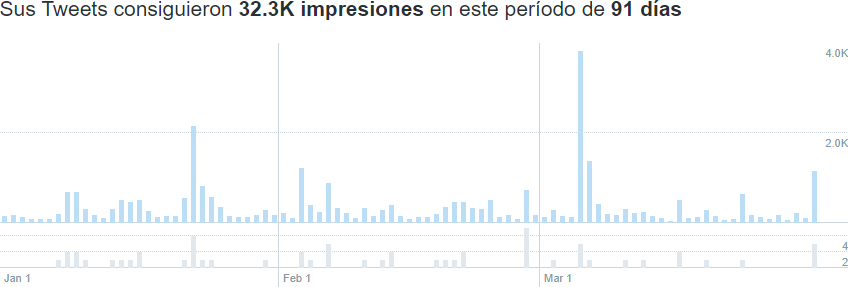 Sus Tweets consiguieron 32.3K impresiones en este período de 91 días
4.0K
2.0K
4
2
Jan 1
Feb 1
Mar 1